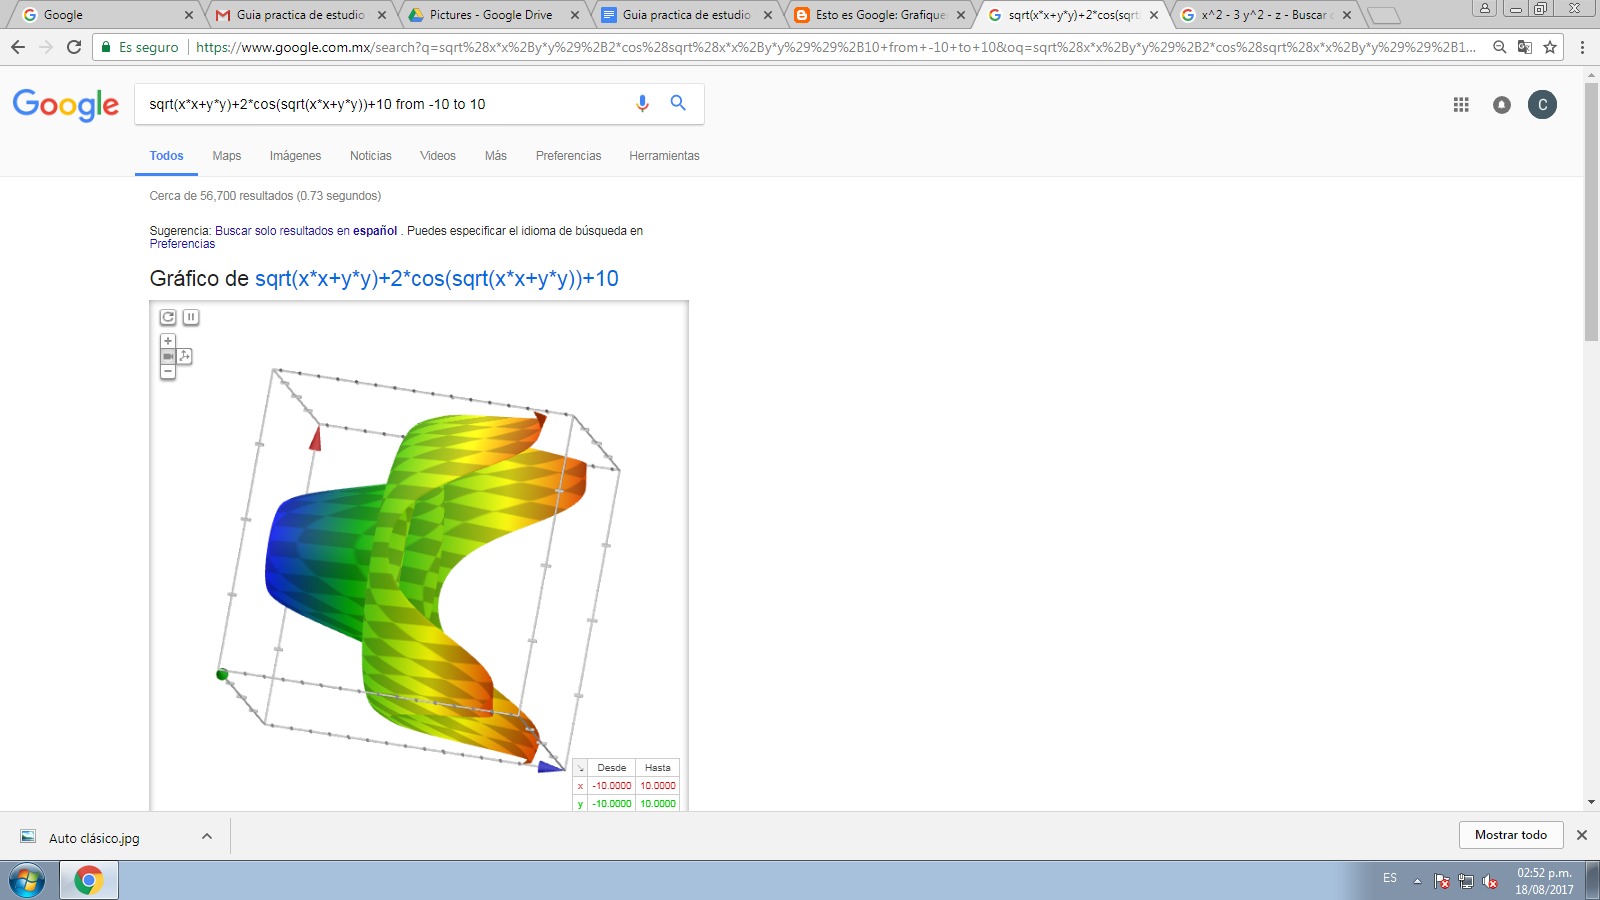 Google
Guia practica de estudio
Pictures - Google Drive
Guia practica de estudio
Esto es Google: Grafique
sqrt(x*x+y*y)+2*cos(sqrt
x^2 - 3 y^2 - z - Buscar
Es seguro
https://www.google.com.mx/search?q=sqrt%28x*x%2By*y%29%2B2*cos%28sqrt%28x*x%2By*y%29%29%2B10+from+-10+to+10&oq=sqrt%28x*x%2By*y%29%2B2*cos%28sqrt%28x*x%2By*y%29%29%2B1...
Google
sqrt(x*x+y*y)+2*cos(sqrt(x*x+y*y))+10 from -10 to 10
C
Todos Maps Imágenes Noticias Videos Más Preferencias Herramientas
Cerca de 56,700 resultados (0.73 segundos)
Sugerencia: Buscar solo resultados en español . Puedes especificar el idioma de búsqueda en
Preferencias
Gráfico de sqrt(x*x+y*y)+2*cos(sqrt(x*x+y*y))+10
Desde Hasta
x -10.0000 10.0000
y -10.0000 10.0000
Auto clásico.jpg
Mostrar todo
ES
02:52 p.m.
18/08/2017